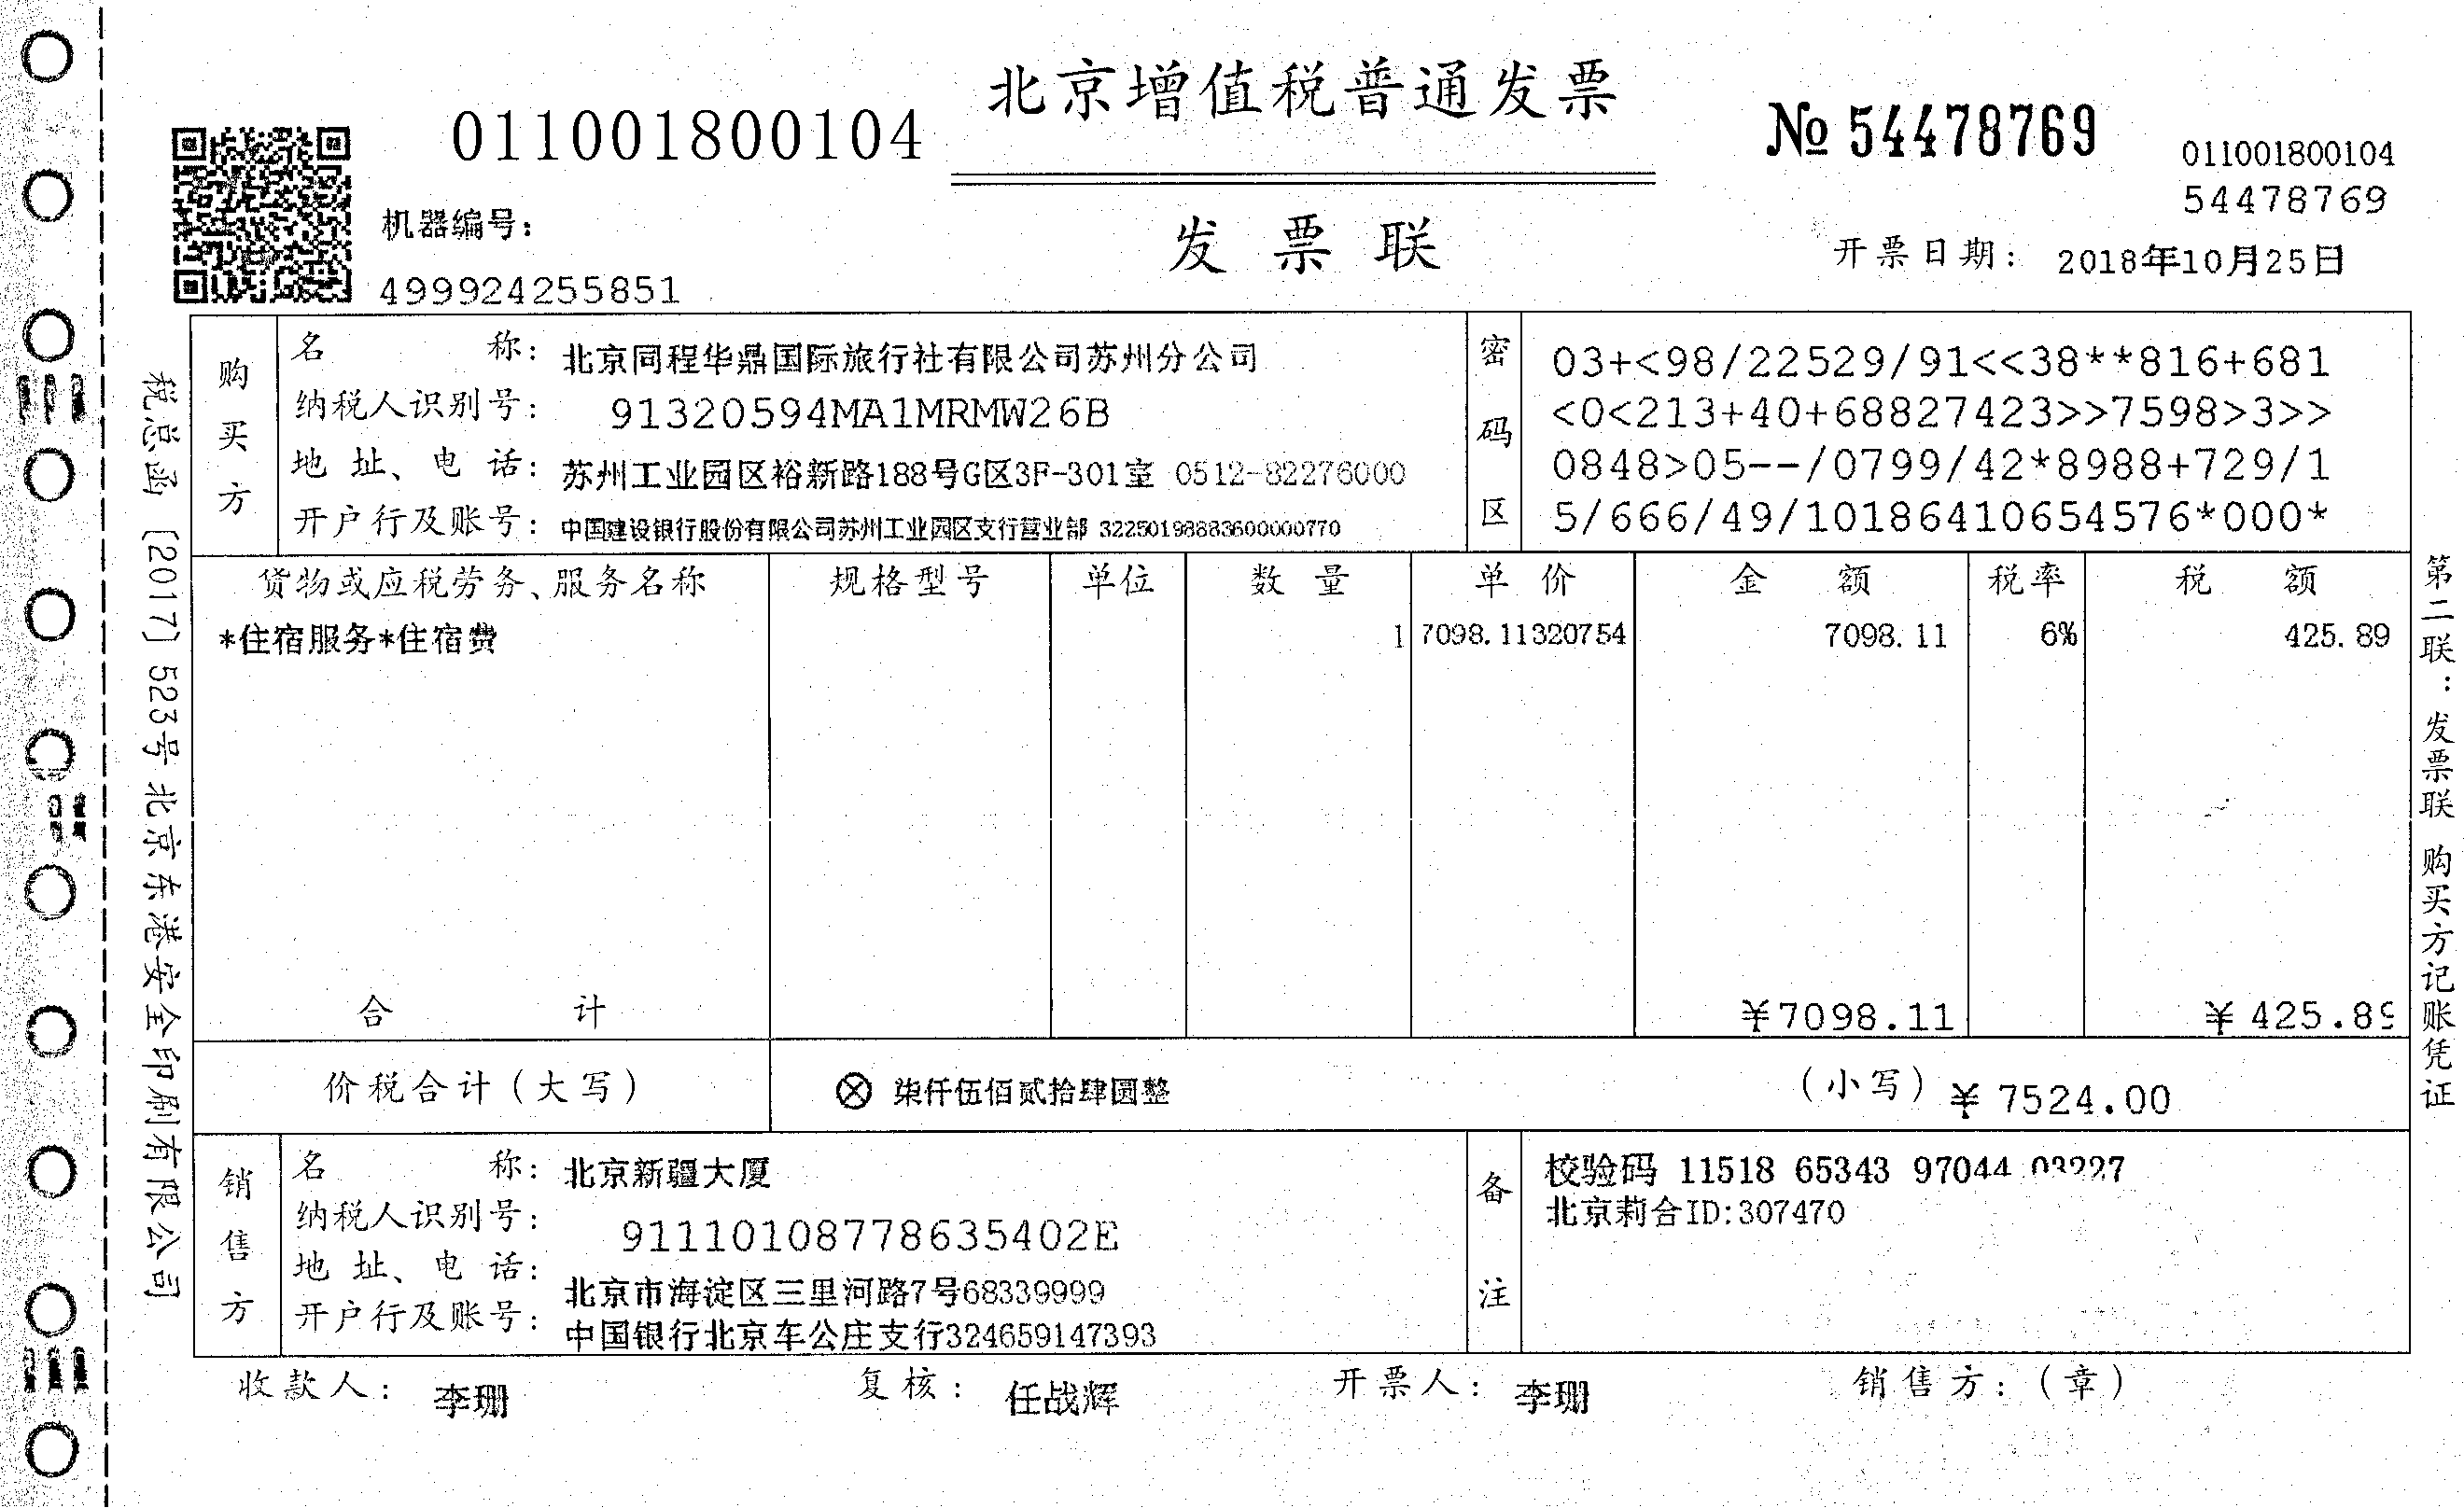 北京增值税普通发票
011001800104
№ 54478769
011001800104
54478769
机器编号：
499924255851
发票联
开票日期： 2018年10月25日
税总函〔2017〕523号北京东港安全印刷有限公司
购买方
名称：北京同程华鼎国际旅行社有限公司苏州分公司
纳税人识别号：91320594MA1MRMW26B
地址、电话：苏州工业园区裕新路188号G区3F-301室 0512-82276000
开户行及账号：中国建设银行股份有限公司苏州工业园区支行营业部 32250198883600000770
密码区
03+<98/22529/91<<38**816+681
<0<213+40+68827423>>7598>3>>
0848>05--/0799/42*8988+729/1
5/666/49/10186410654576*000*
货物或应税劳务、服务名称 规格型号 单位 数量 单价 金额 税率 税额
*住宿服务*住宿费 1 7098.11320754 7098.11 6% 425.89
合计 ¥7098.11 ¥425.89
价税合计（大写） ⊗ 柒仟伍佰贰拾肆圆整 （小写）¥7524.00
销售方
名称：北京新疆大厦
纳税人识别号：91110108778635402E
地址、电话：北京市海淀区三里河路7号68339999
开户行及账号：中国银行北京车公庄支行324659147393
备注
校验码 11518 65343 97044 03227
北京莉合ID:307470
收款人：李珊 复核：任战辉 开票人：李珊 销售方：（章）
第二联：发票联 购买方记账凭证